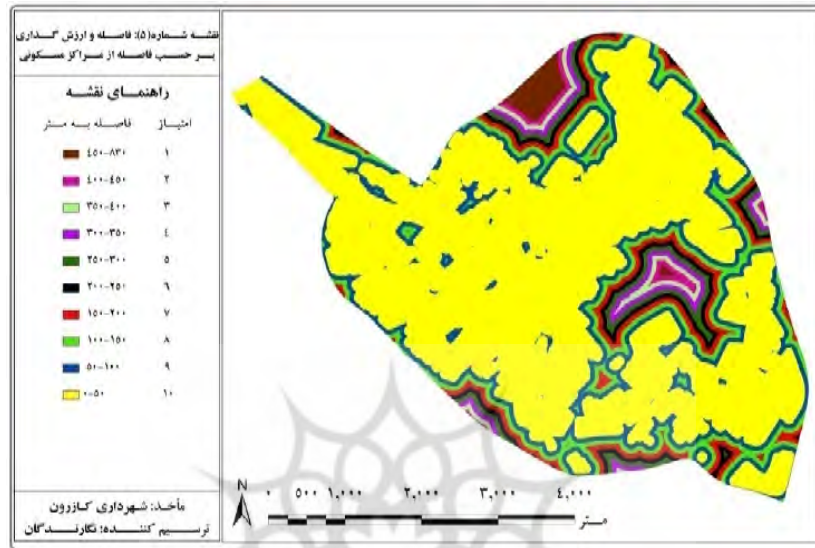 نقشه شماره(۵): فاصله و ارزش گذاری
بر حسب فاصله از مراکز مسکونی
راهنمای نقشه
امتیاز فاصله به متر
۱ ۴۵۰-۸۳۰
۲ ۴۰۰-۴۵۰
۳ ۳۵۰-۴۰۰
۴ ۳۰۰-۳۵۰
۵ ۲۵۰-۳۰۰
۶ ۲۰۰-۲۵۰
۷ ۱۵۰-۲۰۰
۸ ۱۰۰-۱۵۰
۹ ۵۰-۱۰۰
۱۰ ۰-۵۰
مأخذ: شهرداری کازرون
ترسیم کننده: نگارندگان
N
۰ ۵۰۰ ۱,۰۰۰ ۲,۰۰۰ ۳,۰۰۰ ۴,۰۰۰
متر